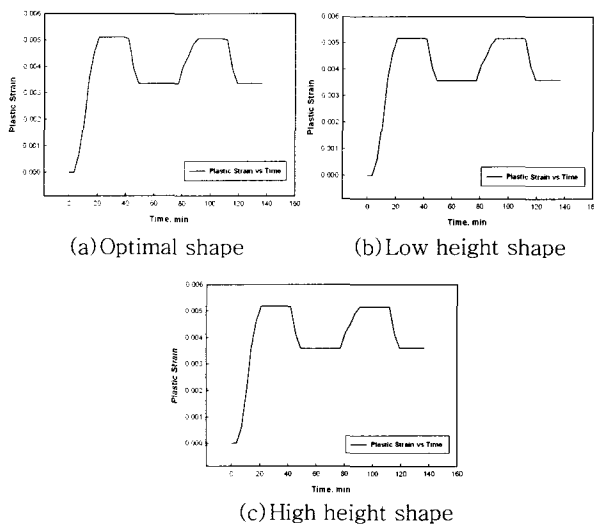 0.006
0.005
0.004
0.003
0.002
0.001
0.000
Plastic Strain
Plastic Strain vs Time
0 20 40 60 80 100 120 140 160
Time, min
(a)Optimal shape
0.006
0.005
0.004
0.003
0.002
0.001
0.000
Plastic Strain
Plastic Strain vs Time
0 20 40 60 80 100 120 140 160
Time, min
(b)Low height shape
0.006
0.005
0.004
0.003
0.002
0.001
0.000
Plastic Strain
Plastic Strain vs Time
0 20 40 60 80 100 120 140 160
Time, min
(c)High height shape